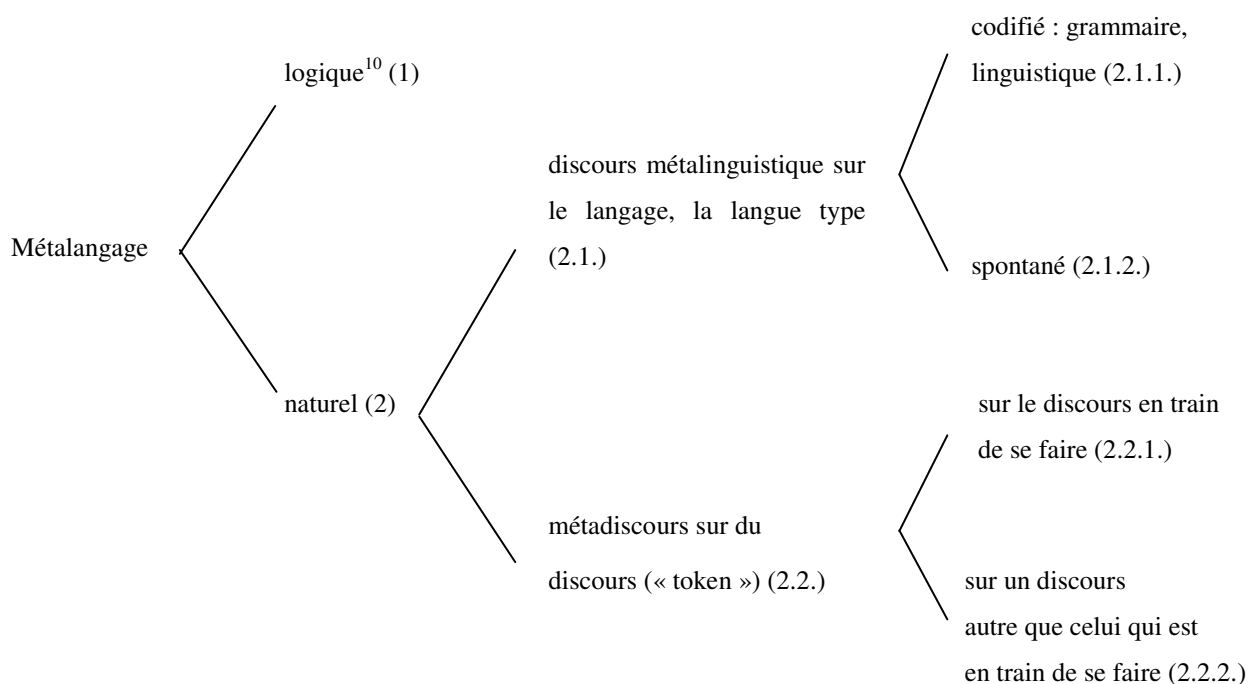 Métalangage
logique10 (1)
naturel (2)
discours métalinguistique sur
le langage, la langue type
(2.1.)
métadiscours sur du
discours (« token ») (2.2.)
codifié : grammaire,
linguistique (2.1.1.)
spontané (2.1.2.)
sur le discours en train
de se faire (2.2.1.)
sur un discours
autre que celui qui est
en train de se faire (2.2.2.)